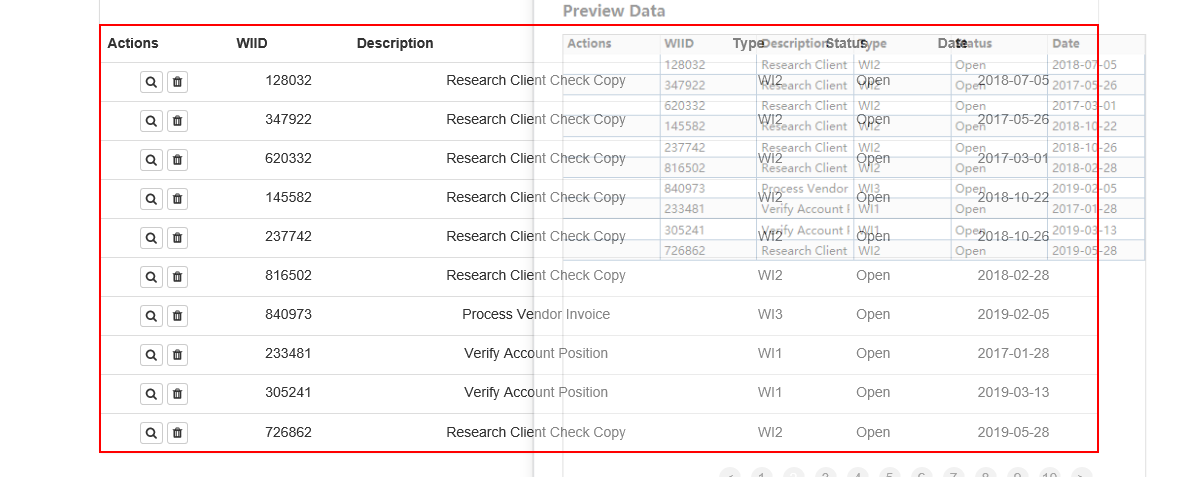 Preview Data
Actions WIID Description Type Status Date
Actions WIID Description Type Status Date
128032 Research Client Check Copy WI2 Open 2018-07-05
347922 Research Client Check Copy WI2 Open 2017-05-26
620332 Research Client Check Copy WI2 Open 2017-03-01
145582 Research Client Check Copy WI2 Open 2018-10-22
237742 Research Client Check Copy WI2 Open 2018-10-26
816502 Research Client Check Copy WI2 Open 2018-02-28
840973 Process Vendor Invoice WI3 Open 2019-02-05
233481 Verify Account Position WI1 Open 2017-01-28
305241 Verify Account Position WI1 Open 2019-03-13
726862 Research Client Check Copy WI2 Open 2019-05-28
128032 Research Client WI2 Open 2018-07-05
347922 Research Client WI2 Open 2017-05-26
620332 Research Client WI2 Open 2017-03-01
145582 Research Client WI2 Open 2018-10-22
237742 Research Client WI2 Open 2018-10-26
816502 Research Client WI2 Open 2018-02-28
840973 Process Vendor WI3 Open 2019-02-05
233481 Verify Account WI1 Open 2017-01-28
305241 Verify Account WI1 Open 2019-03-13
726862 Research Client WI2 Open 2019-05-28